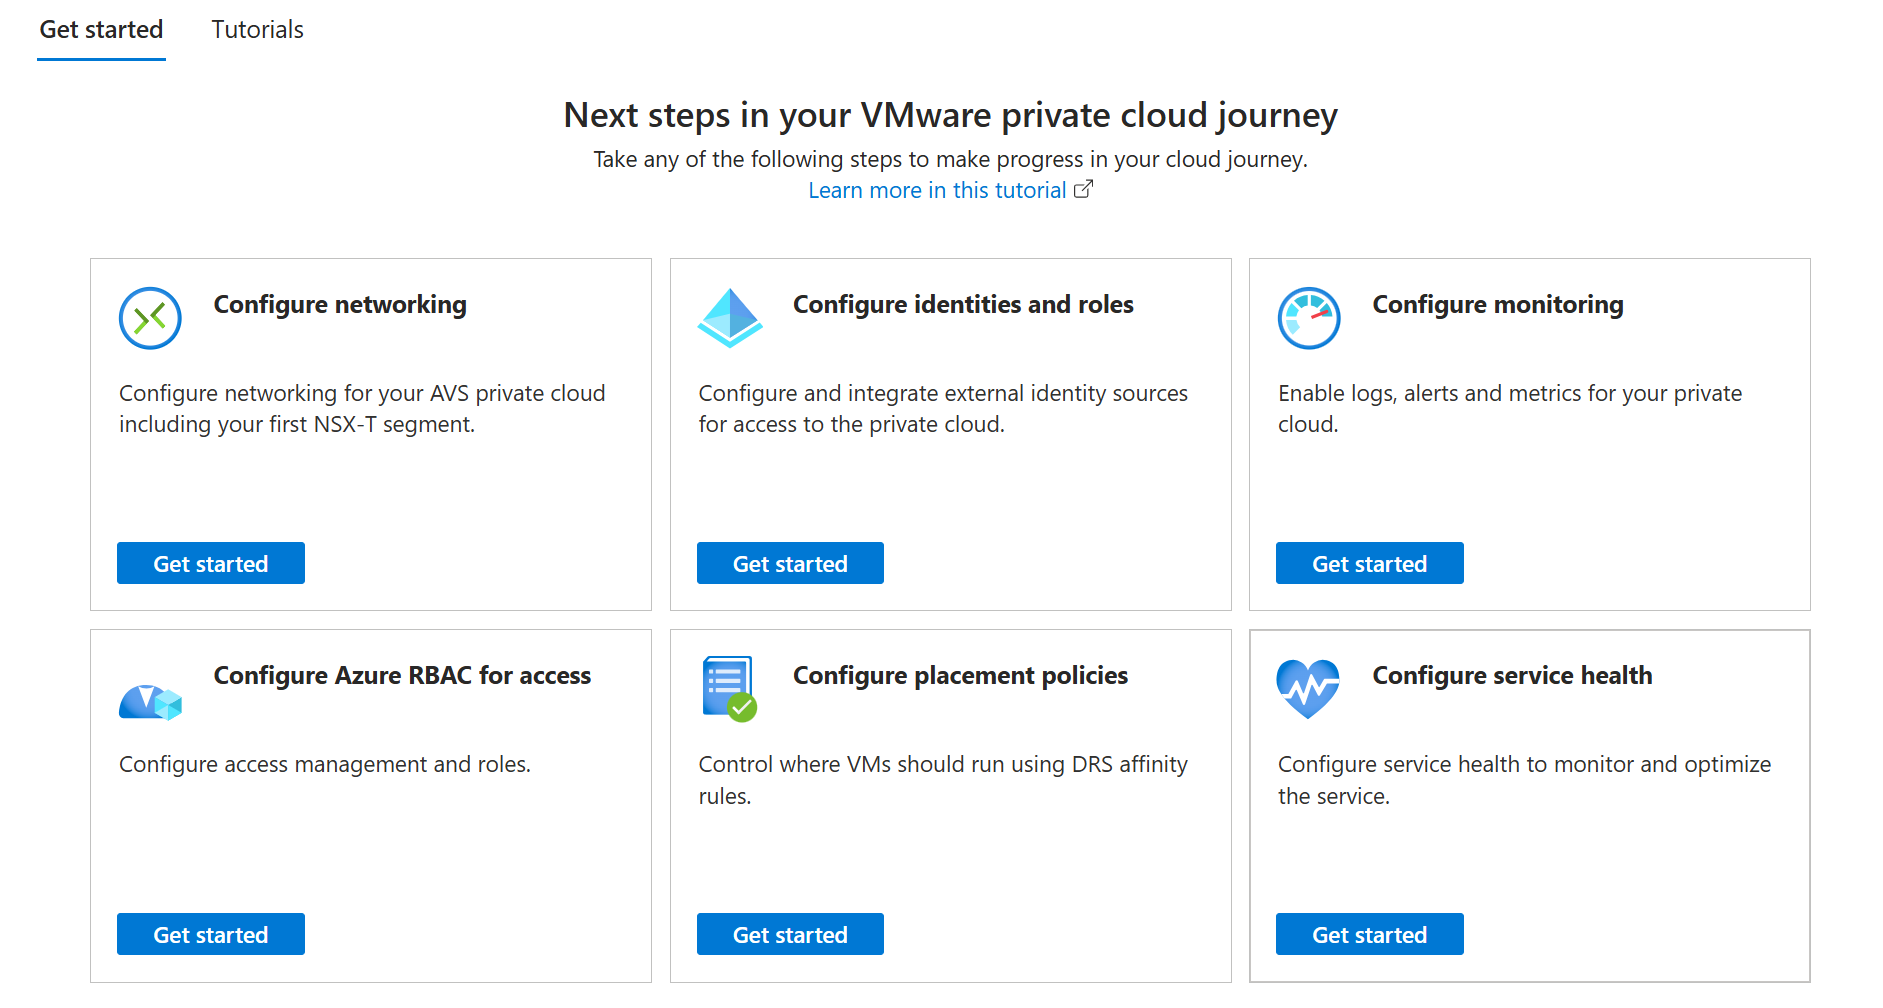 Get started
Tutorials
Next steps in your VMware private cloud journey
Take any of the following steps to make progress in your cloud journey.
Learn more in this tutorial
Configure networking
Configure networking for your AVS private cloud
including your first NSX-T segment.
Get started
Configure identities and roles
Configure and integrate external identity sources
for access to the private cloud.
Get started
Configure monitoring
Enable logs, alerts and metrics for your private
cloud.
Get started
Configure Azure RBAC for access
Configure access management and roles.
Get started
Configure placement policies
Control where VMs should run using DRS affinity
rules.
Get started
Configure service health
Configure service health to monitor and optimize
the service.
Get started